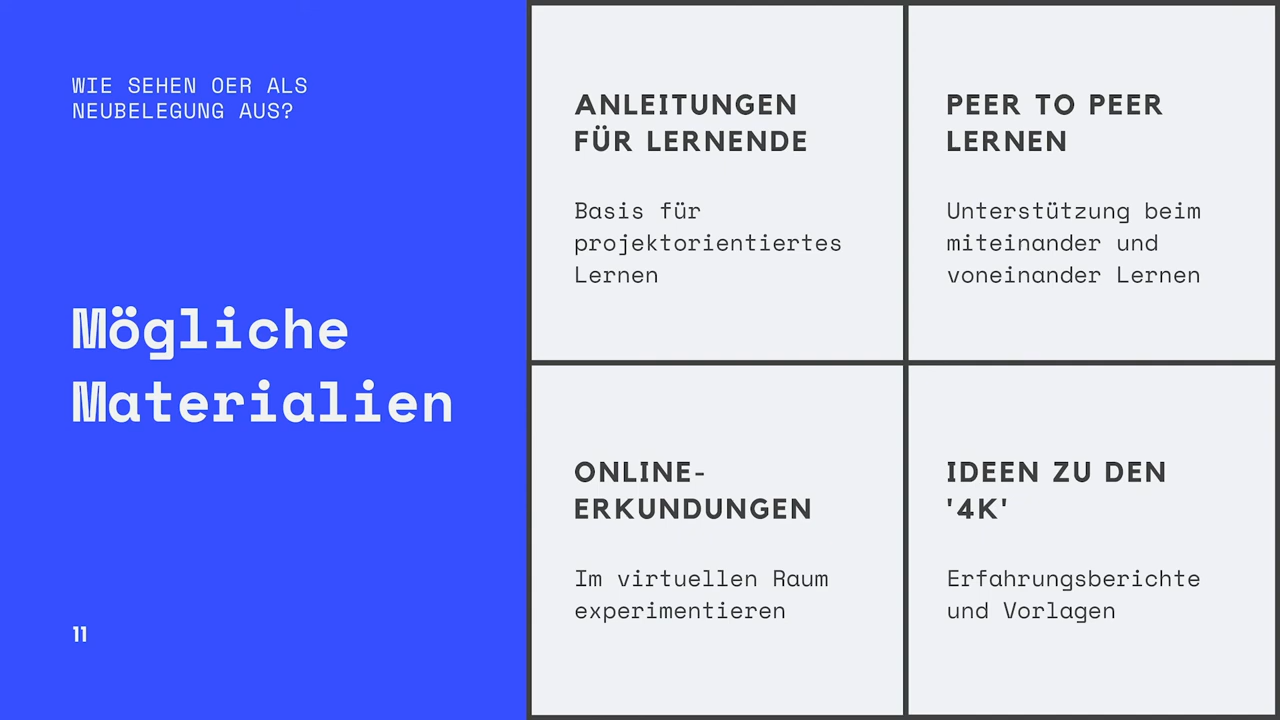 WIE SEHEN OER ALS
NEUBELEGUNG AUS?
Mögliche
Materialien
11
ANLEITUNGEN
FÜR LERNENDE
Basis für
projektorientiertes
Lernen
PEER TO PEER
LERNEN
Unterstützung beim
miteinander und
voneinander Lernen
ONLINE-
ERKUNDUNGEN
Im virtuellen Raum
experimentieren
IDEEN ZU DEN
'4K'
Erfahrungsberichte
und Vorlagen